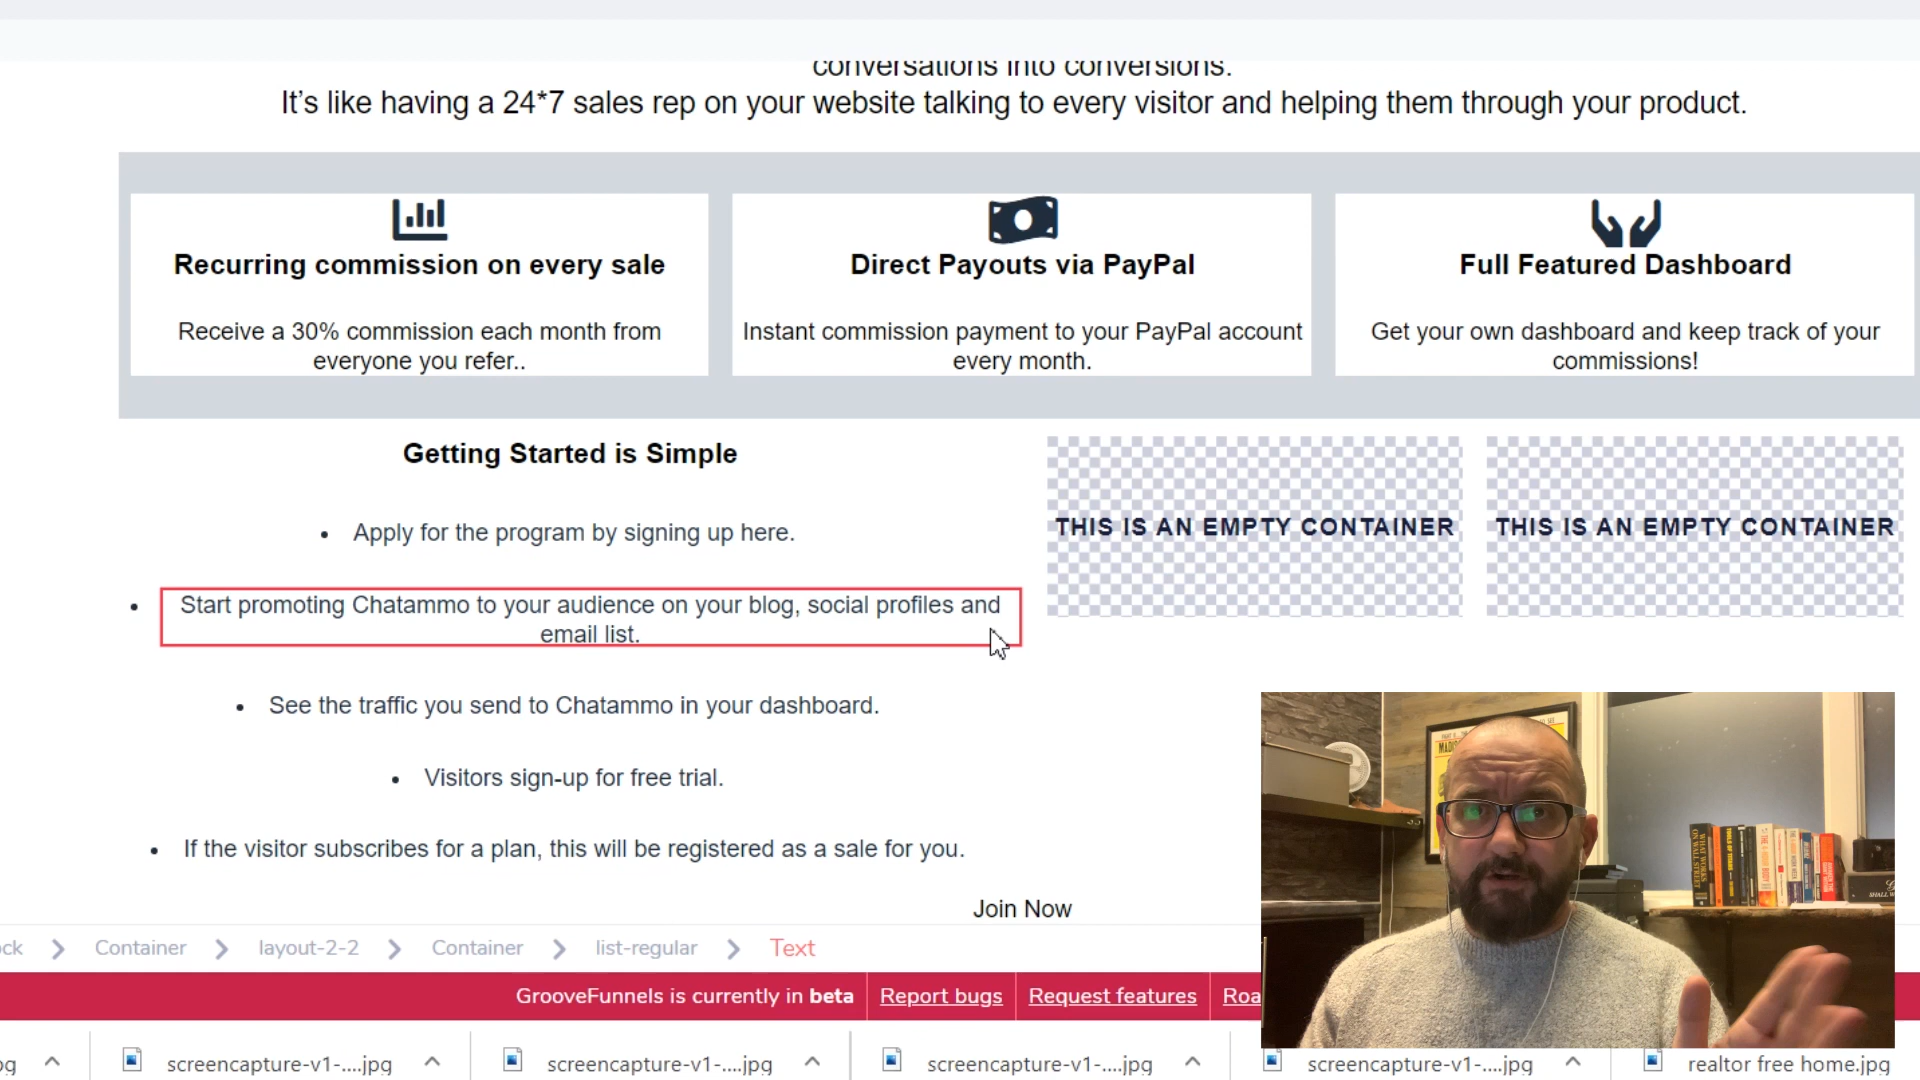 conversations into conversions.
It’s like having a 24*7 sales rep on your website talking to every visitor and helping them through your product.
Recurring commission on every sale
Receive a 30% commission each month from
everyone you refer..
Direct Payouts via PayPal
Instant commission payment to your PayPal account
every month.
Full Featured Dashboard
Get your own dashboard and keep track of your
commissions!
Getting Started is Simple
Apply for the program by signing up here.
Start promoting Chatammo to your audience on your blog, social profiles and
email list.
See the traffic you send to Chatammo in your dashboard.
Visitors sign-up for free trial.
If the visitor subscribes for a plan, this will be registered as a sale for you.
THIS IS AN EMPTY CONTAINER
THIS IS AN EMPTY CONTAINER
Join Now
Container
layout-2-2
Container
list-regular
Text
GrooveFunnels is currently in beta
Report bugs
Request features
screencapture-v1-....jpg
screencapture-v1-....jpg
screencapture-v1-....jpg
screencapture-v1-....jpg
realtor free home.jpg